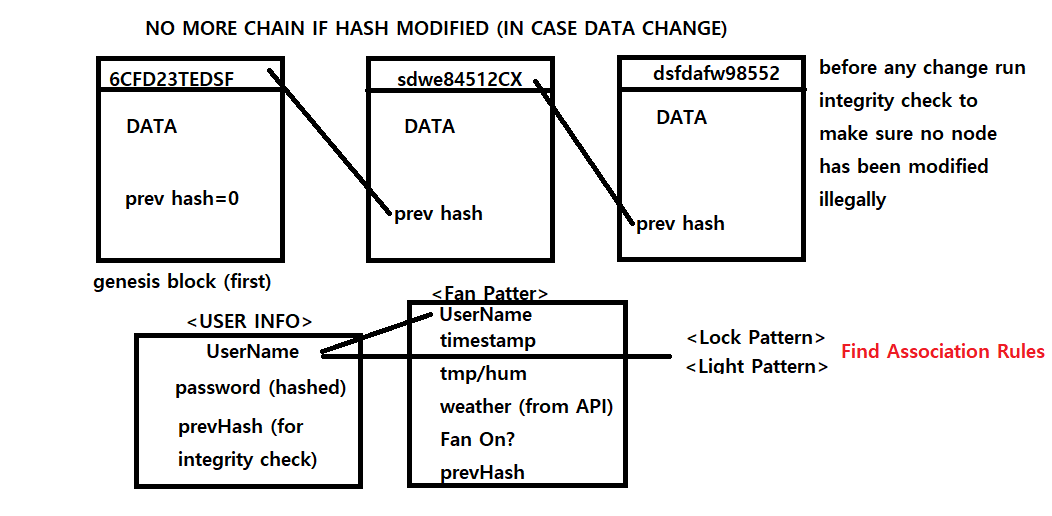 NO MORE CHAIN IF HASH MODIFIED (IN CASE DATA CHANGE)
6CFD23TEDSF
DATA
prev hash=0
genesis block (first)
sdwe84512CX
DATA
prev hash
dsfdafw98552
DATA
prev hash
before any change run
integrity check to
make sure no node
has been modified
illegally
<USER INFO>
UserName
password (hashed)
prevHash (for
integrity check)
<Fan Patter>
UserName
timestamp
tmp/hum
weather (from API)
Fan On?
prevHash
<Lock Pattern>
<Light Pattern>
Find Association Rules